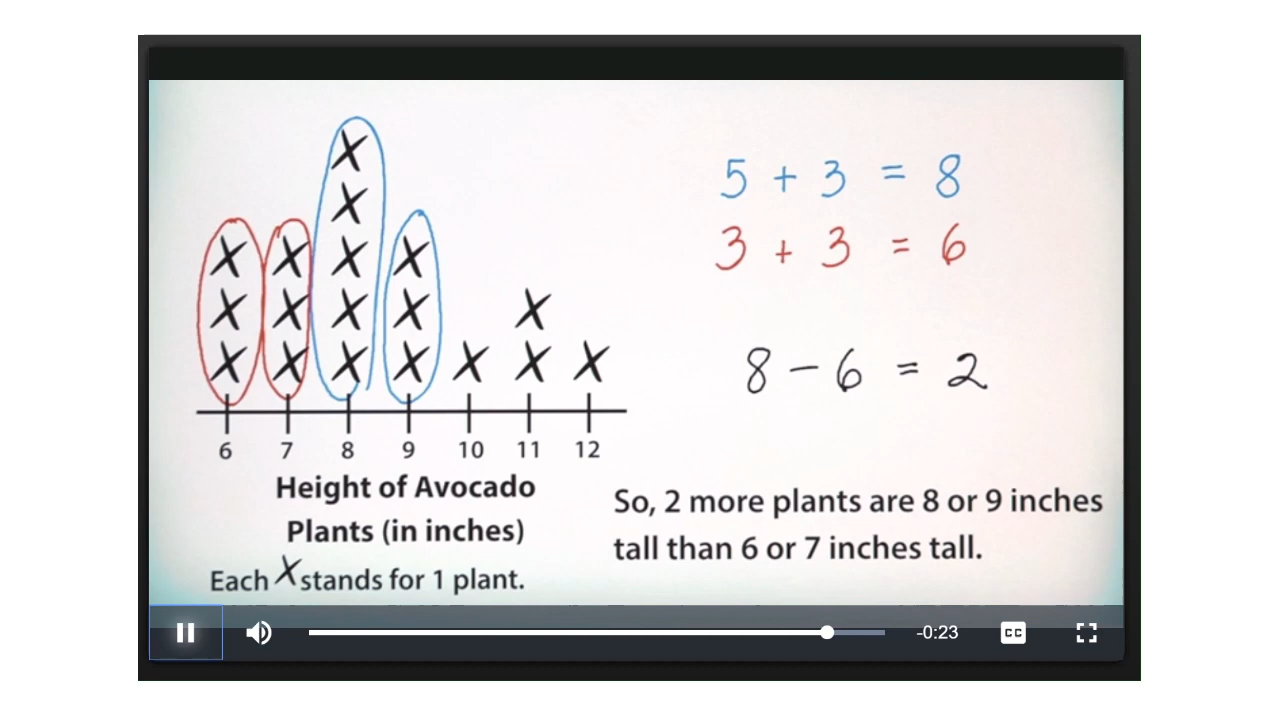 5 + 3 = 8
3 + 3 = 6
8 - 6 = 2
X
X
X X X X
X X X X X
X X X X X X X
6 7 8 9 10 11 12
Height of Avocado
Plants (in inches)
Each X stands for 1 plant.
So, 2 more plants are 8 or 9 inches
tall than 6 or 7 inches tall.
-0:23
CC